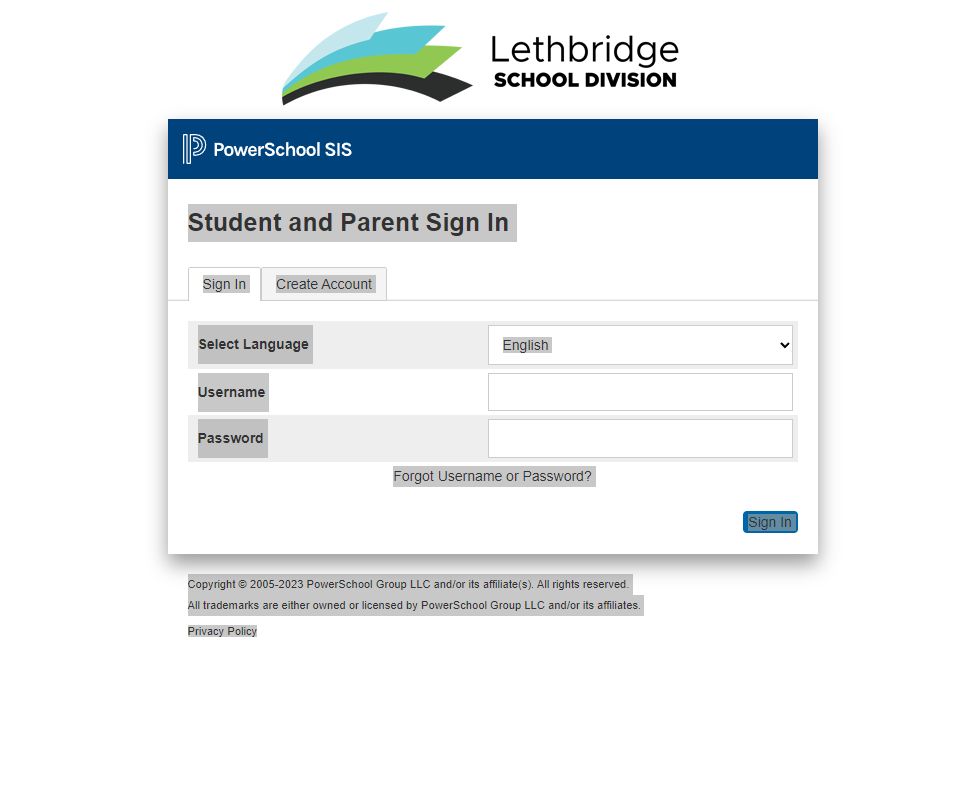 Lethbridge
SCHOOL DIVISION
PowerSchool SIS
Student and Parent Sign In
Sign In
Create Account
Select Language
English
Username
Password
Forgot Username or Password?
Sign In
Copyright © 2005-2023 PowerSchool Group LLC and/or its affiliate(s). All rights reserved.
All trademarks are either owned or licensed by PowerSchool Group LLC and/or its affiliates.
Privacy Policy